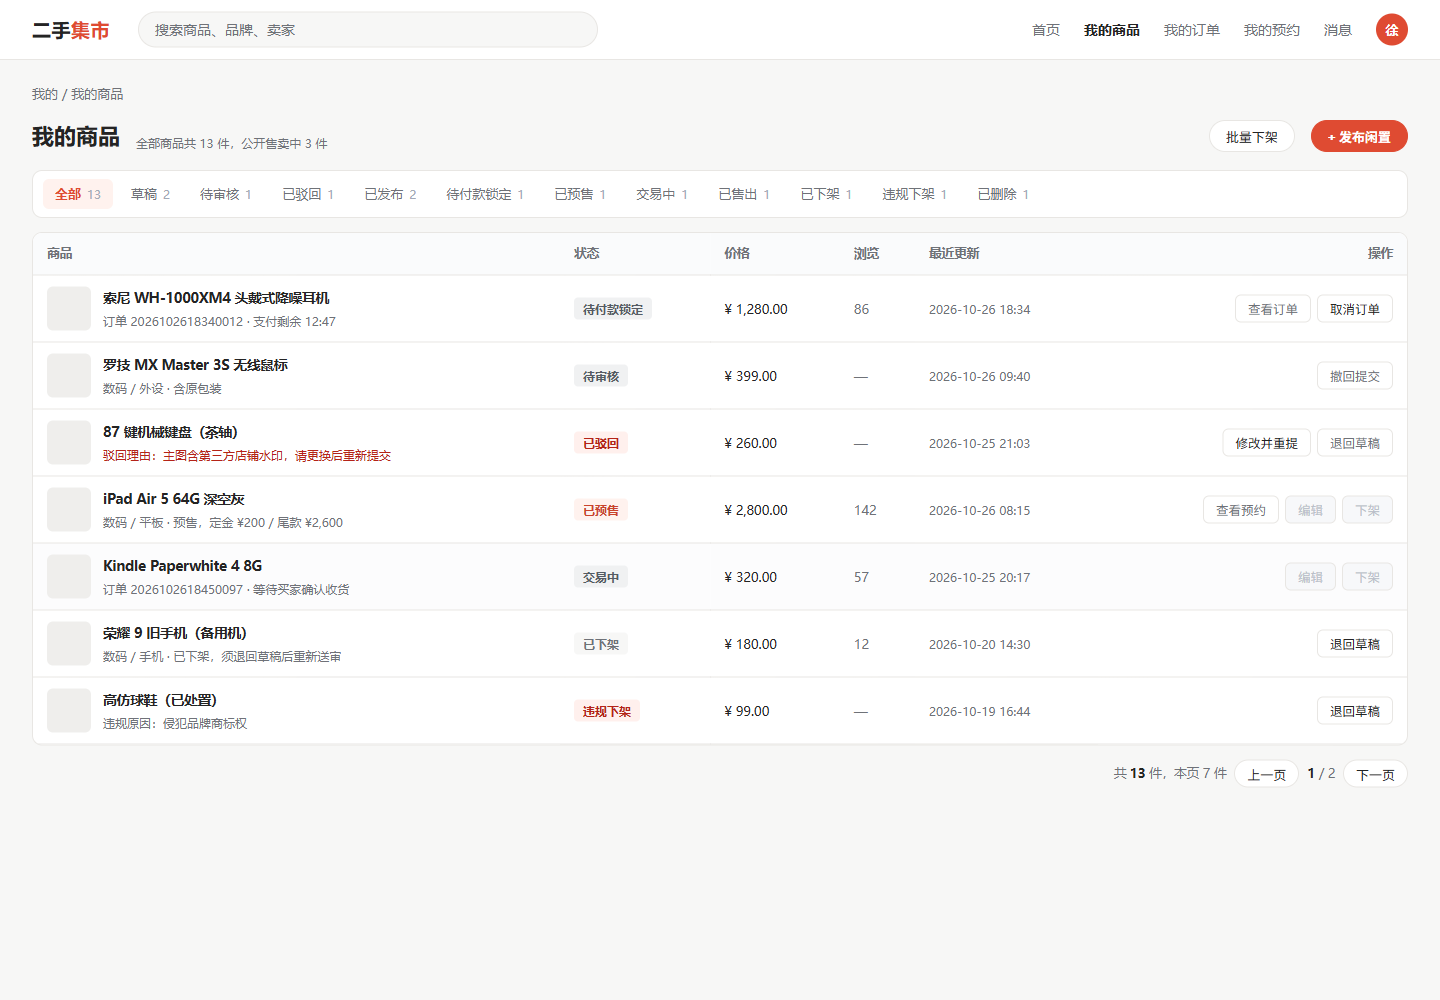 二手集市
搜索商品、品牌、卖家
首页 我的商品 我的订单 我的预约 消息 徐
我的 / 我的商品
我的商品 全部商品共 13 件，公开售卖中 3 件
批量下架 + 发布闲置
全部 13 草稿 2 待审核 1 已驳回 1 已发布 2 待付款锁定 1 已预售 1 交易中 1 已售出 1 已下架 1 违规下架 1 已删除 1
商品 状态 价格 浏览 最近更新 操作
索尼 WH-1000XM4 头戴式降噪耳机
订单 2026102618340012 · 支付剩余 12:47
待付款锁定 ¥ 1,280.00 86 2026-10-26 18:34 查看订单 取消订单
罗技 MX Master 3S 无线鼠标
数码 / 外设 · 含原包装
待审核 ¥ 399.00 — 2026-10-26 09:40 撤回提交
87 键机械键盘（茶轴）
驳回理由：主图含第三方店铺水印，请更换后重新提交
已驳回 ¥ 260.00 — 2026-10-25 21:03 修改并重提 退回草稿
iPad Air 5 64G 深空灰
数码 / 平板 · 预售，定金 ¥200 / 尾款 ¥2,600
已预售 ¥ 2,800.00 142 2026-10-26 08:15 查看预约 编辑 下架
Kindle Paperwhite 4 8G
订单 2026102618450097 · 等待买家确认收货
交易中 ¥ 320.00 57 2026-10-25 20:17 编辑 下架
荣耀 9 旧手机（备用机）
数码 / 手机 · 已下架，须退回草稿后重新送审
已下架 ¥ 180.00 12 2026-10-20 14:30 退回草稿
高仿球鞋（已处置）
违规原因：侵犯品牌商标权
违规下架 ¥ 99.00 — 2026-10-19 16:44 退回草稿
共 13 件，本页 7 件 上一页 1 / 2 下一页